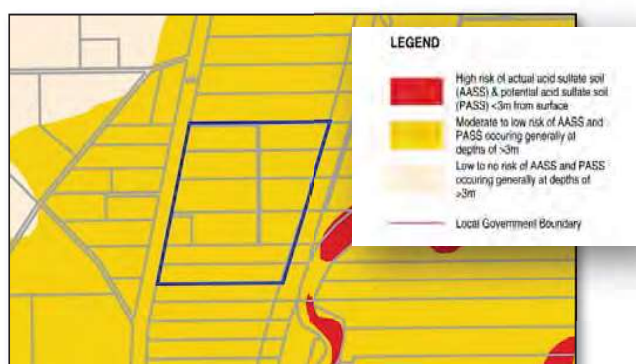 LEGEND
High risk of actual acid sulfate soil
(AASS) & potential acid sulfate soil
(PASS) <3m from surface
Moderate to low risk of AASS and
PASS occuring generally at
depths of >3m
Low to no risk of AASS and PASS
occuring generally at depths of
>3m
Local Government Boundary